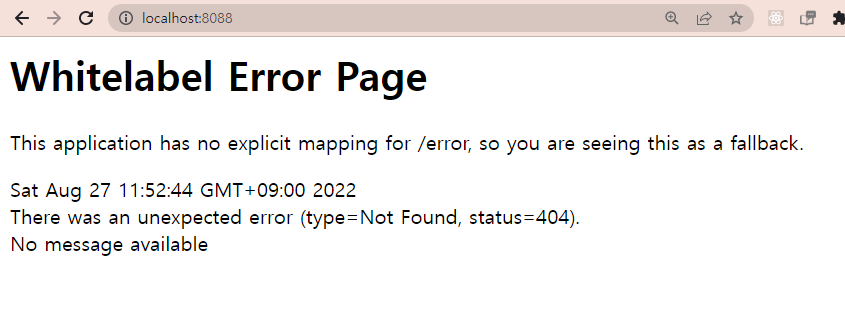 localhost:8088
Whitelabel Error Page
This application has no explicit mapping for /error, so you are seeing this as a fallback.
Sat Aug 27 11:52:44 GMT+09:00 2022
There was an unexpected error (type=Not Found, status=404).
No message available